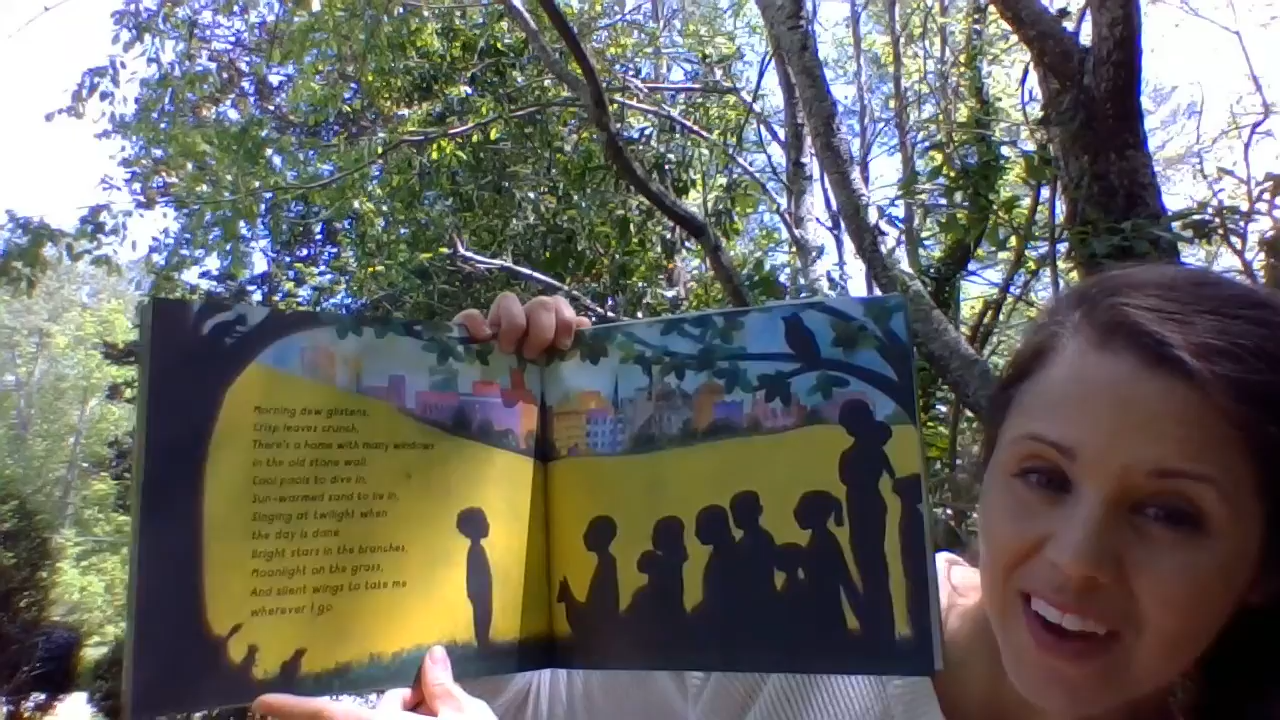 Morning dew glistens.
Crisp leaves crunch,
There's a home with many windows
in the old stone wall.
Cool pools to dive in,
Sun-warmed sand to lie in,
Singing at twilight when
the day is done.
Bright stars in the branches,
Moonlight on the grass,
And silent wings to take me
wherever I go.